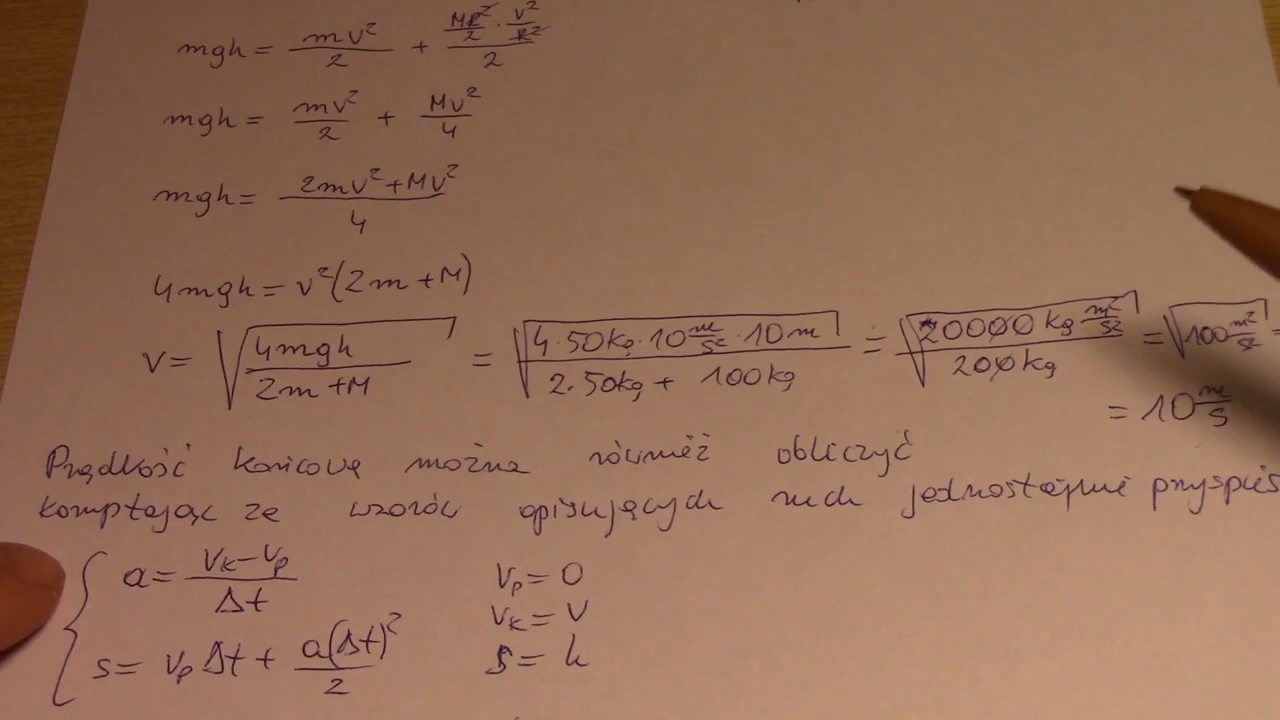 mgh = mv²/2 + (MR²/2 · v²/R²)/2
mgh = mv²/2 + Mv²/4
mgh = (2mv²+Mv²)/4
4mgh = v²(2m+M)
v = √(4mgh/(2m+M)) = √((4·50kg·10 m/s²·10m)/(2·50kg + 100kg)) = √(20000 kg m²/s² / 200kg) = √(100 m²/s²) =
= 10 m/s
Prędkość końcową można również obliczyć
korzystając ze wzorów opisujących ruch jednostajnie przyspies
a = (vₖ−vₚ)/Δt vₚ = 0
vₖ = v
s = vₚΔt + a(Δt)²/2 s = h